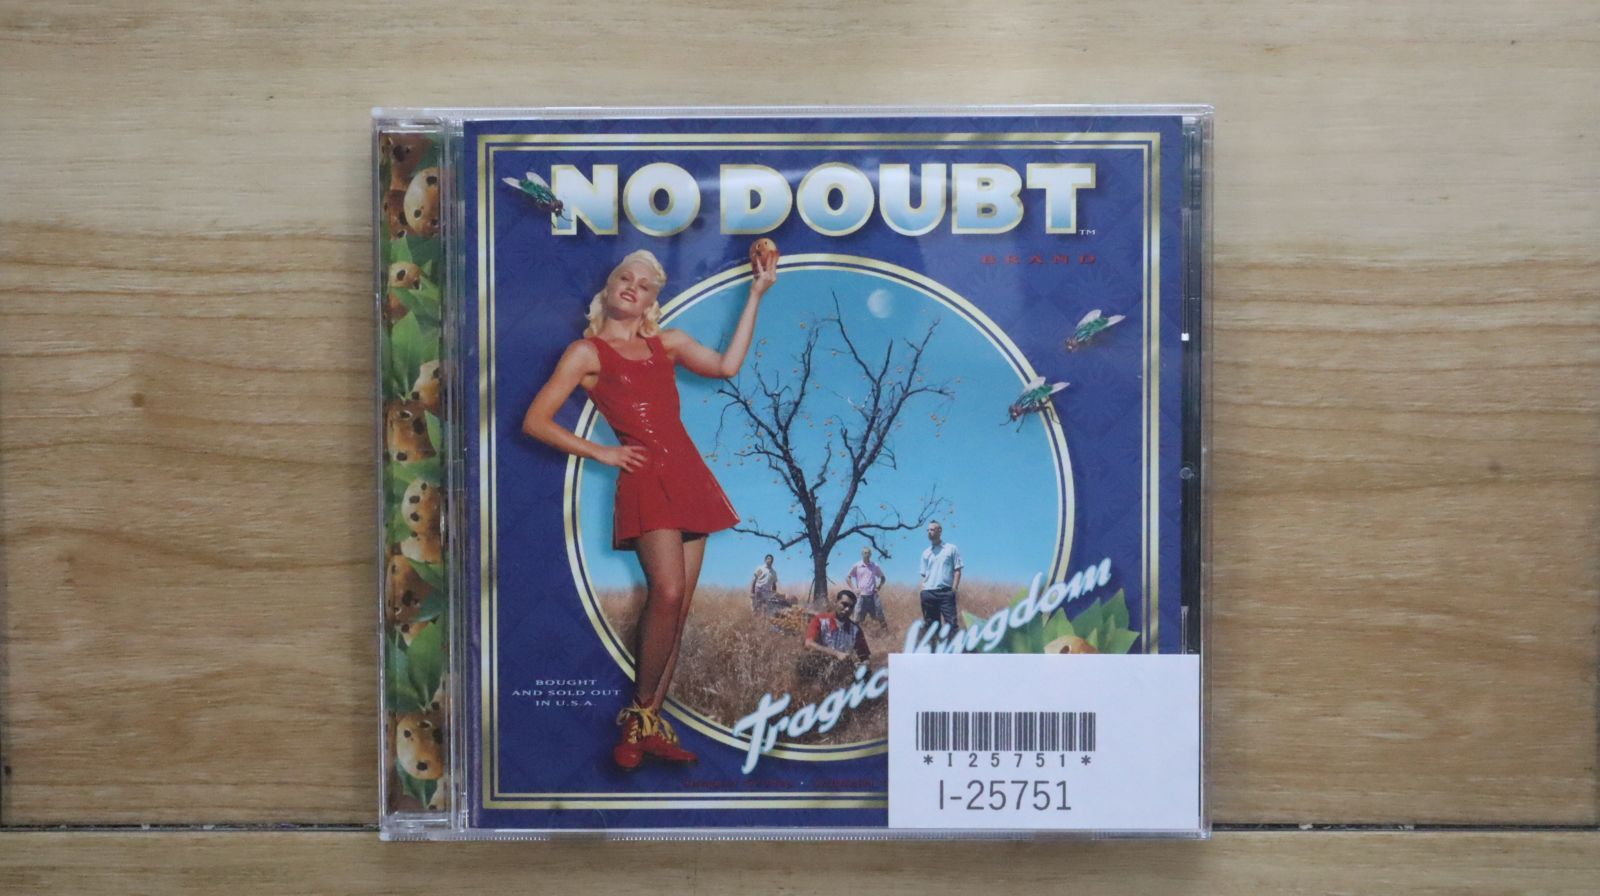 NO DOUBT
TM
BRAND
Tragic Kingdom
BOUGHT
AND SOLD OUT
IN U.S.A.
*I25751*
I-25751